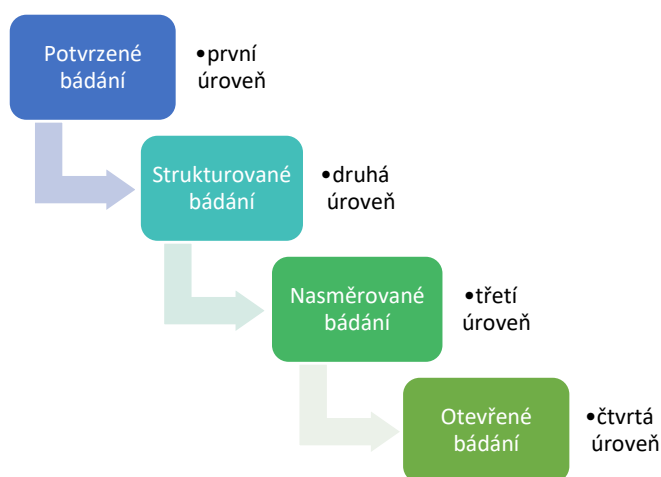 Potvrzené
bádání
•první
úroveň
Strukturované
bádání
•druhá
úroveň
Nasměrované
bádání
•třetí
úroveň
Otevřené
bádání
•čtvrtá
úroveň